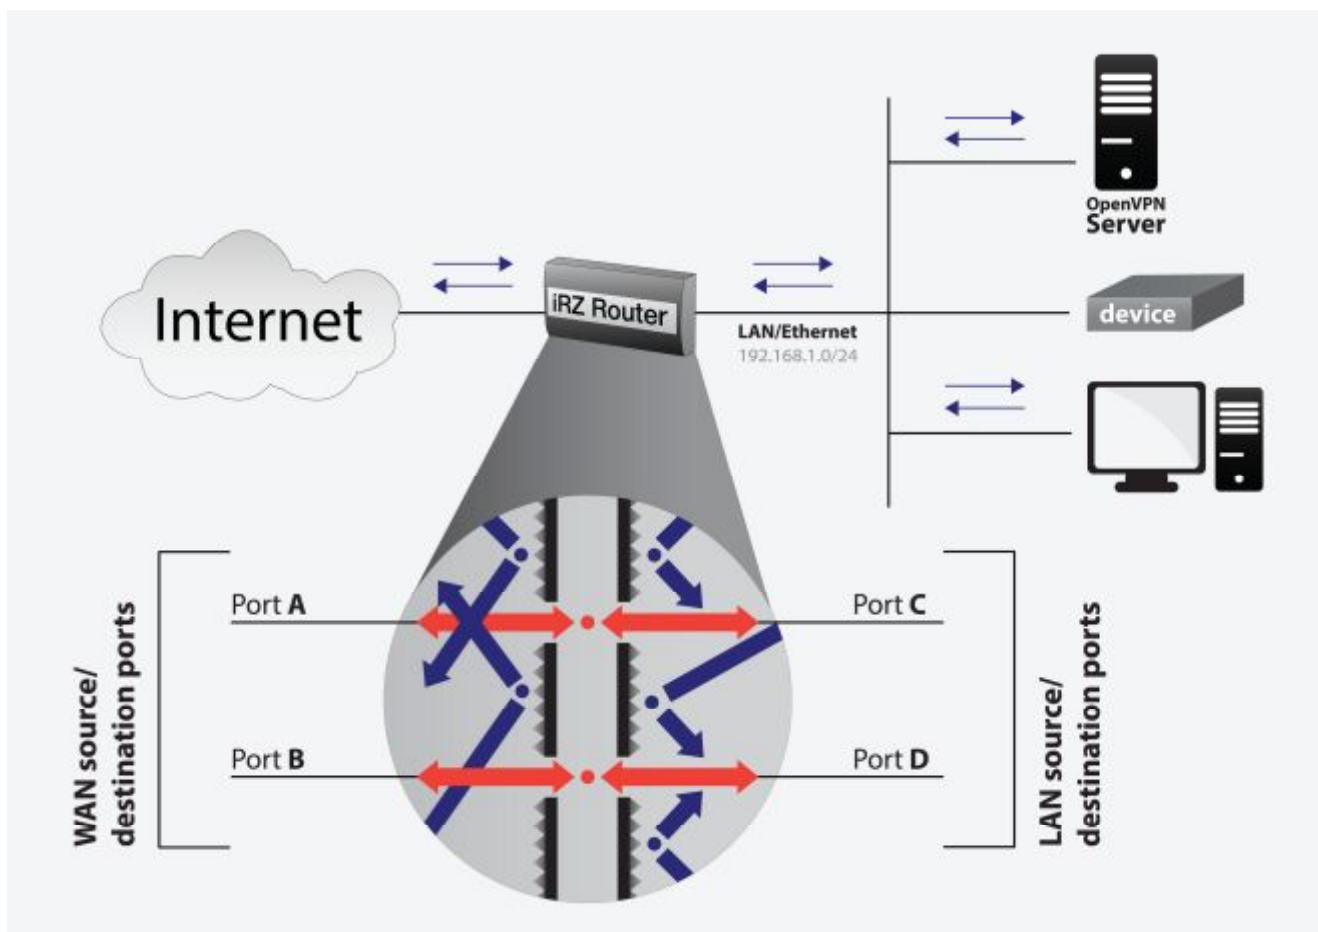 OpenVPN
Server
Internet
iRZ Router
device
LAN/Ethernet
192.168.1.0/24
Port A
Port C
WAN source/
destination ports
LAN source/
destination ports
Port B
Port D